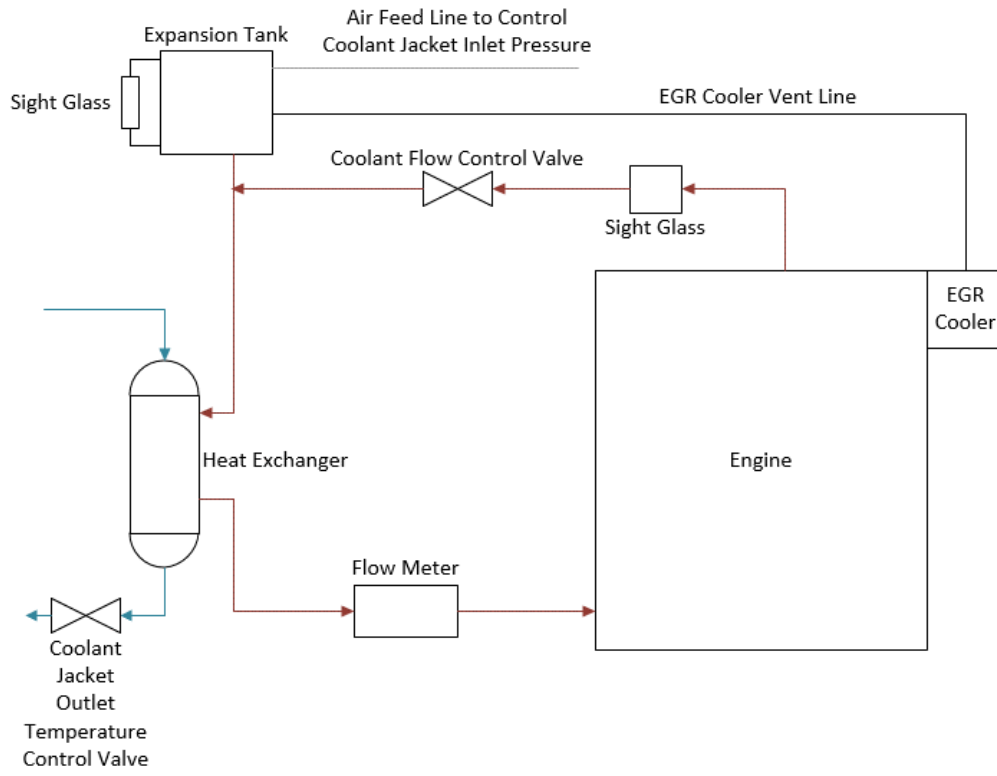 Air Feed Line to Control
Coolant Jacket Inlet Pressure
Expansion Tank
Sight Glass
EGR Cooler Vent Line
Coolant Flow Control Valve
Sight Glass
EGR
Cooler
Heat Exchanger
Engine
Flow Meter
Coolant
Jacket
Outlet
Temperature
Control Valve